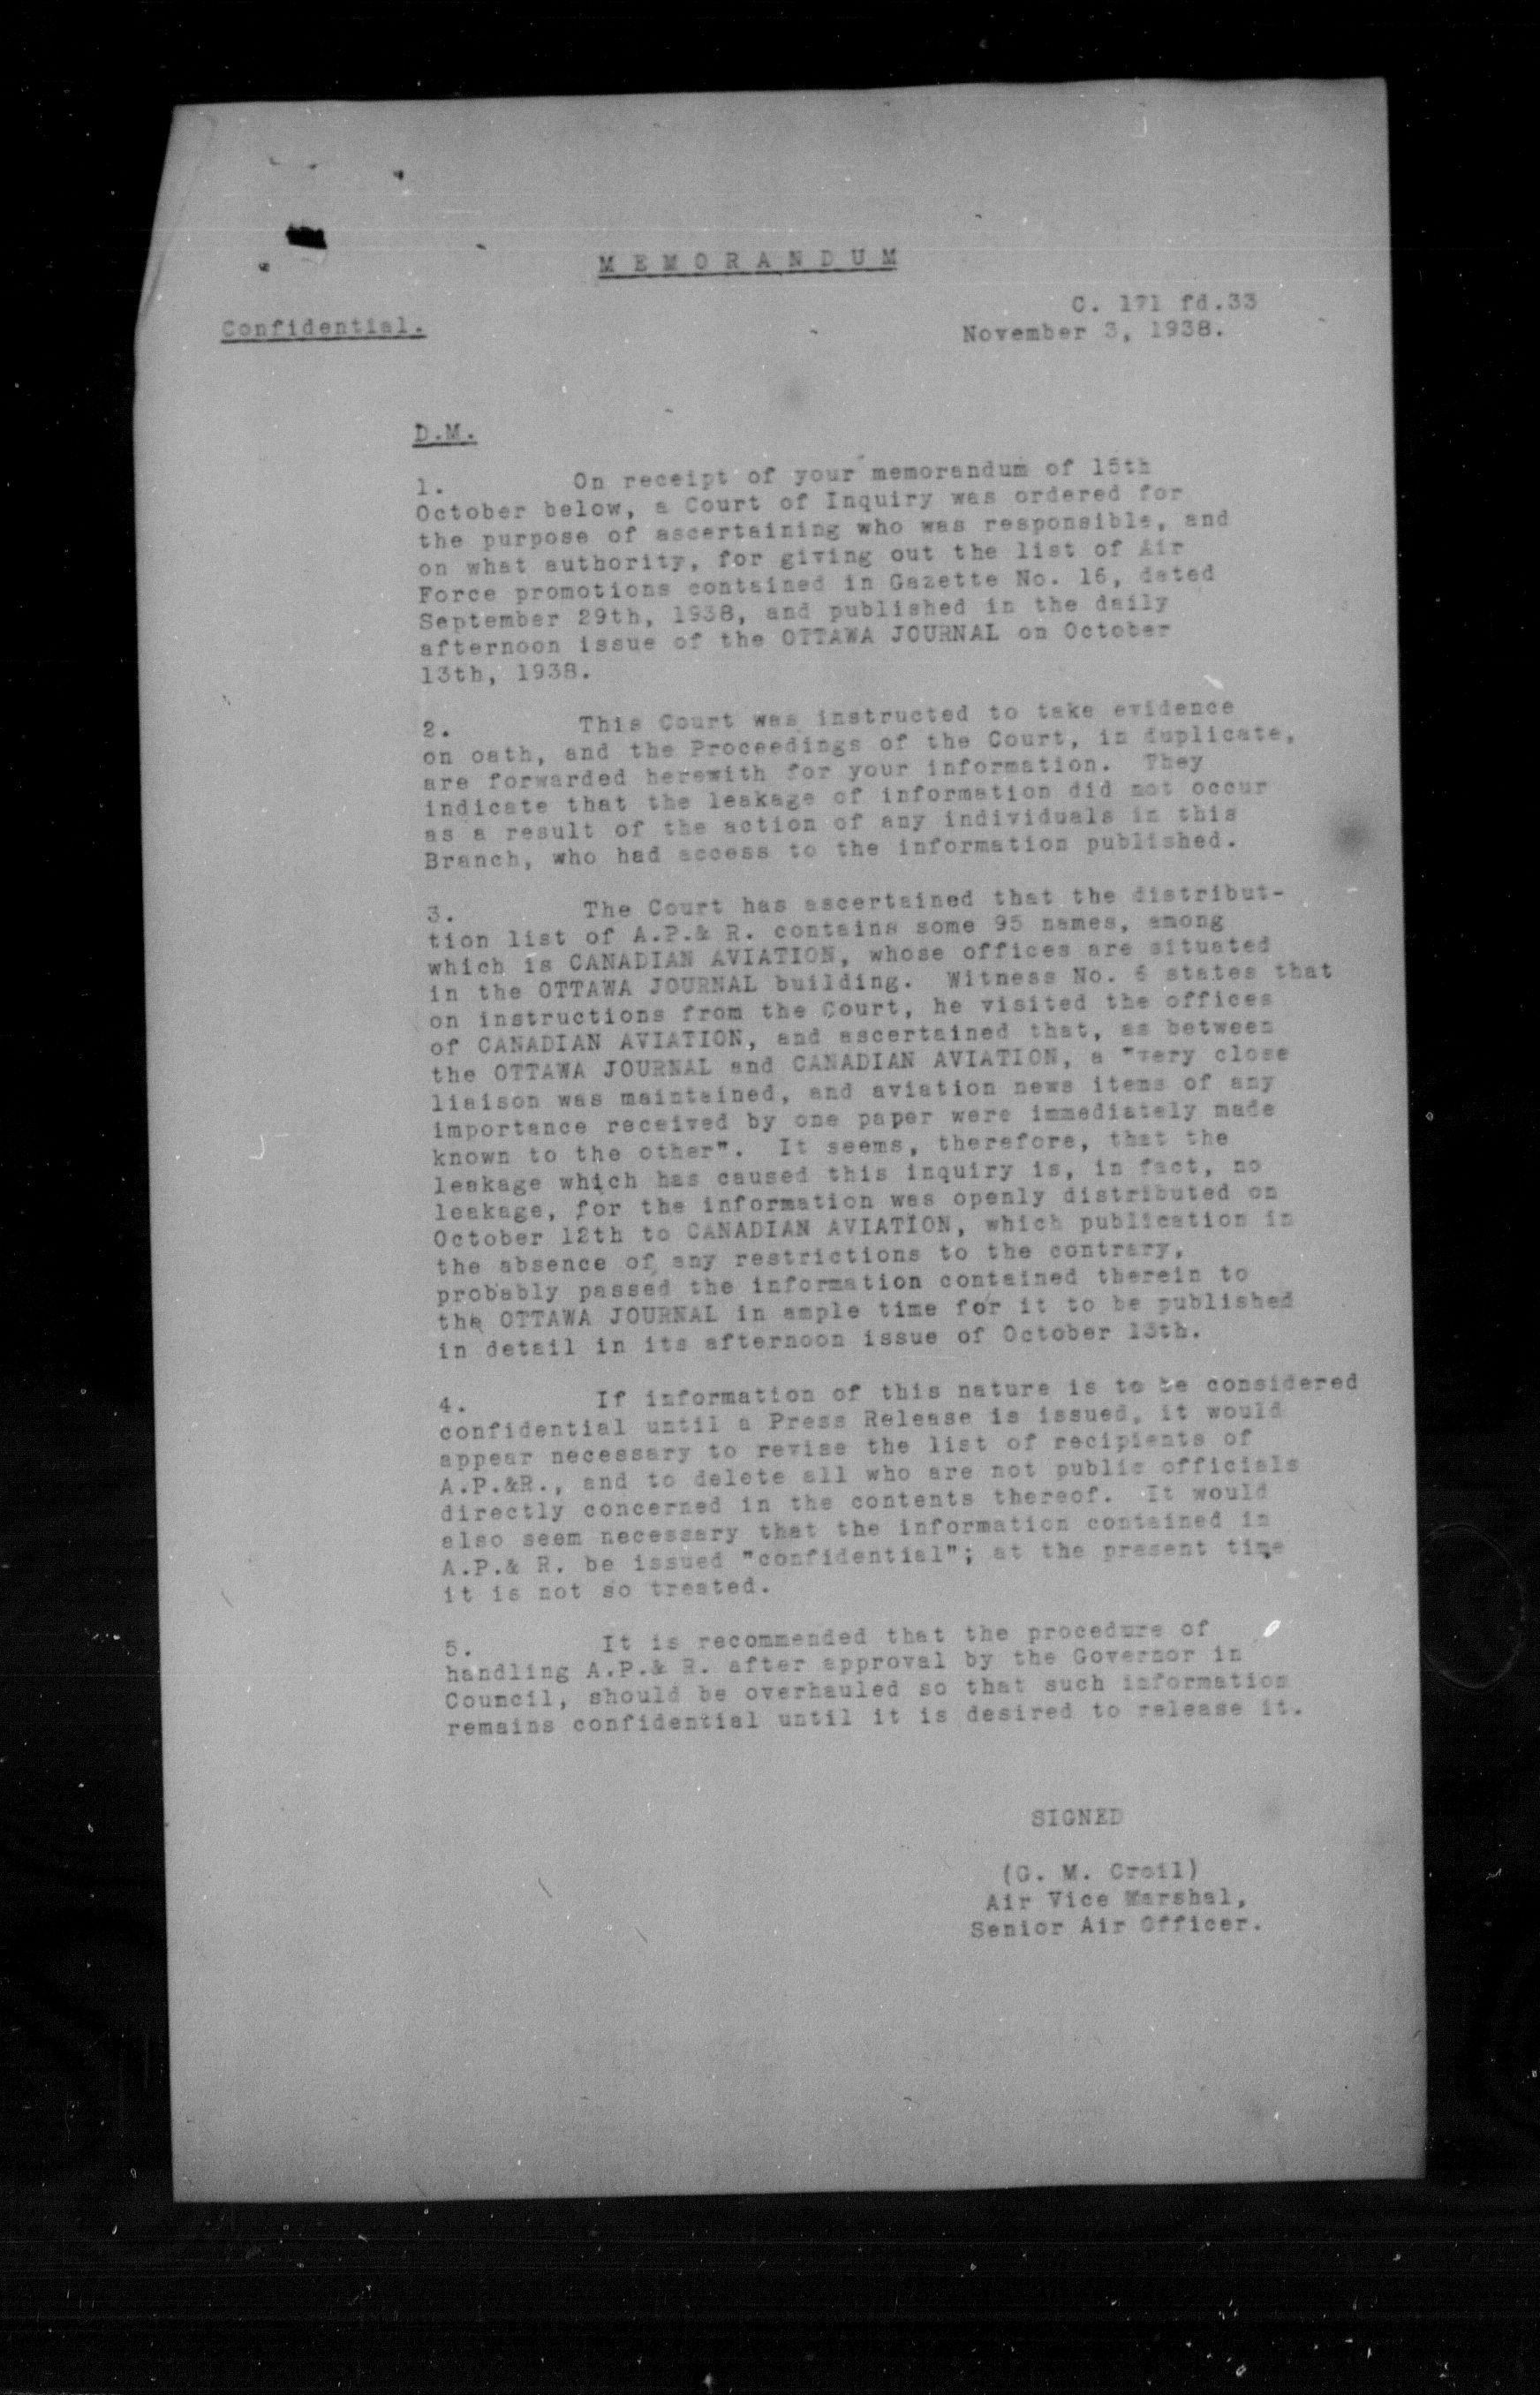 MEMORANDUM
C. 171 fd.33
Confidential.
November 3, 1938.
D.M.
1. On receipt of your memorandum of 15th
October below, a Court of Inquiry was ordered for
the purpose of ascertaining who was responsible, and
on what authority, for giving out the list of Air
Force promotions contained in Gazette No. 16, dated
September 29th, 1938, and published in the daily
afternoon issue of the OTTAWA JOURNAL on October
13th, 1938.
2. This Court was instructed to take evidence
on oath, and the Proceedings of the Court, in duplicate,
are forwarded herewith for your information. They
indicate that the leakage of information did not occur
as a result of the action of any individuals in this
Branch, who had access to the information published.
3. The Court has ascertained that the distribut-
tion list of A.P.& R. contains some 95 names, among
which is CANADIAN AVIATION, whose offices are situated
in the OTTAWA JOURNAL building. Witness No. 6 states that
on instructions from the Court, he visited the offices
of CANADIAN AVIATION, and ascertained that, as between
the OTTAWA JOURNAL and CANADIAN AVIATION, a "very close
liaison was maintained, and aviation news items of any
importance received by one paper were immediately made
known to the other". It seems, therefore, that the
leakage which has caused this inquiry is, in fact, no
leakage, for the information was openly distributed on
October 12th to CANADIAN AVIATION, which publication in
the absence of any restrictions to the contrary,
probably passed the information contained therein to
the OTTAWA JOURNAL in ample time for it to be published
in detail in its afternoon issue of October 13th.
4. If information of this nature is to be considered
confidential until a Press Release is issued, it would
appear necessary to revise the list of recipients of
A.P.&R., and to delete all who are not public officials
directly concerned in the contents thereof. It would
also seem necessary that the information contained in
A.P.& R. be issued "confidential"; at the present time
it is not so treated.
5. It is recommended that the procedure of
handling A.P.& R. after approval by the Governor in
Council, should be overhauled so that such information
remains confidential until it is desired to release it.
SIGNED
(G. M. Croil)
Air Vice Marshal,
Senior Air Officer.